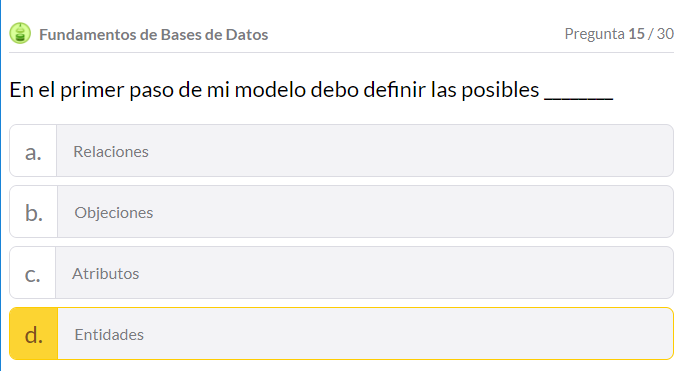 Fundamentos de Bases de Datos
Pregunta 15 / 30
En el primer paso de mi modelo debo definir las posibles ________
a. Relaciones
b. Objeciones
c. Atributos
d. Entidades